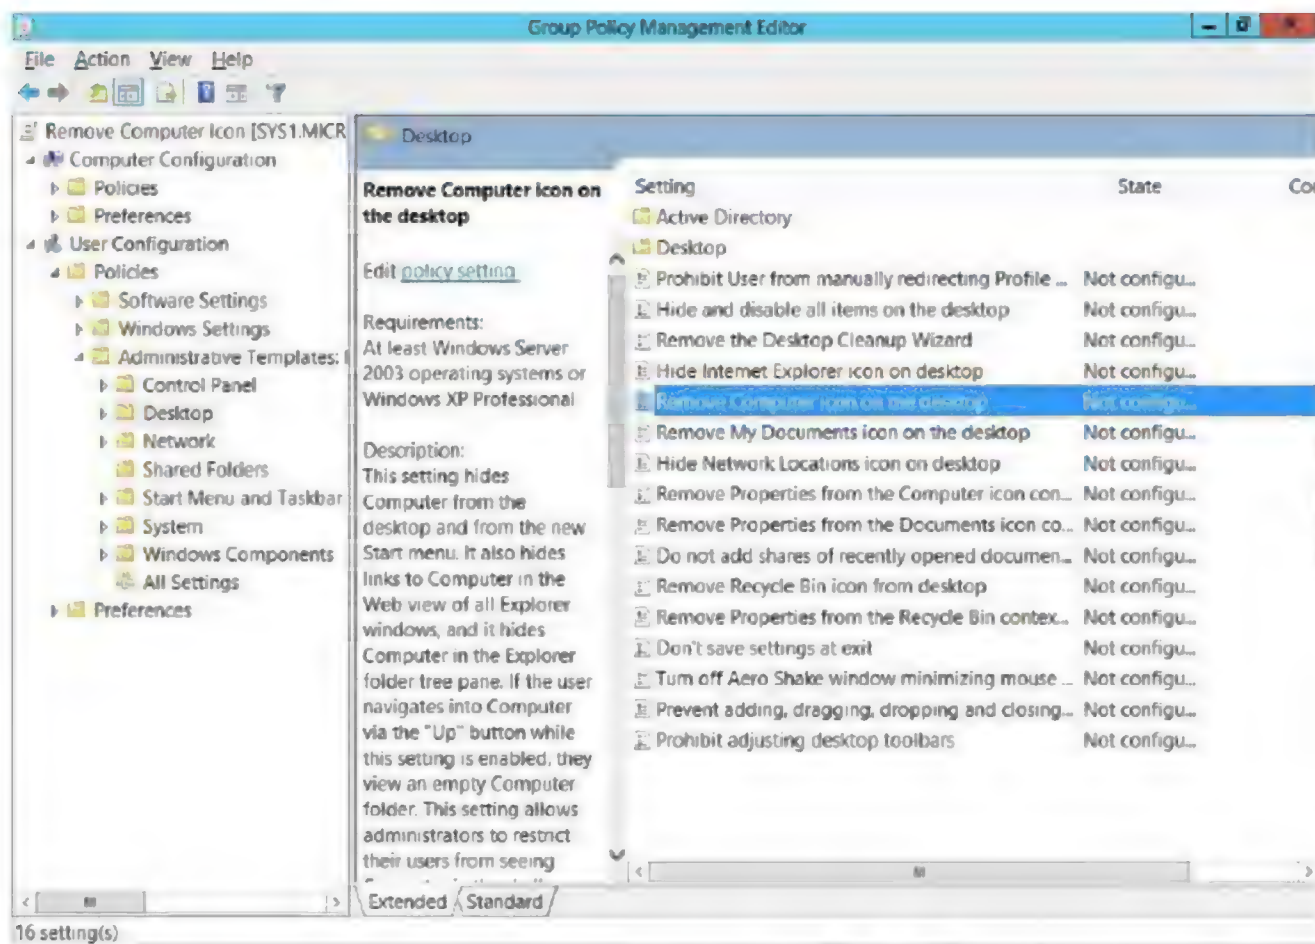 Group Policy Management Editor
File Action View Help
Remove Computer Icon [SYS1.MICR
Computer Configuration
Policies
Preferences
User Configuration
Policies
Software Settings
Windows Settings
Administrative Templates:
Control Panel
Desktop
Network
Shared Folders
Start Menu and Taskbar
System
Windows Components
All Settings
Preferences
Desktop
Remove Computer icon on
the desktop
Edit policy setting
Requirements:
At least Windows Server
2003 operating systems or
Windows XP Professional
Description:
This setting hides
Computer from the
desktop and from the new
Start menu. It also hides
links to Computer in the
Web view of all Explorer
windows, and it hides
Computer in the Explorer
folder tree pane. If the user
navigates into Computer
via the "Up" button while
this setting is enabled, they
view an empty Computer
folder. This setting allows
administrators to restrict
their users from seeing
Setting State Co
Active Directory
Desktop
Prohibit User from manually redirecting Profile ... Not configu...
Hide and disable all items on the desktop Not configu...
Remove the Desktop Cleanup Wizard Not configu...
Hide Internet Explorer icon on desktop Not configu...
Remove Computer icon on the desktop Not configu...
Remove My Documents icon on the desktop Not configu...
Hide Network Locations icon on desktop Not configu...
Remove Properties from the Computer icon con... Not configu...
Remove Properties from the Documents icon co... Not configu...
Do not add shares of recently opened documen... Not configu...
Remove Recycle Bin icon from desktop Not configu...
Remove Properties from the Recycle Bin contex... Not configu...
Don't save settings at exit Not configu...
Turn off Aero Shake window minimizing mouse ... Not configu...
Prevent adding, dragging, dropping and closing... Not configu...
Prohibit adjusting desktop toolbars Not configu...
Extended Standard
16 setting(s)